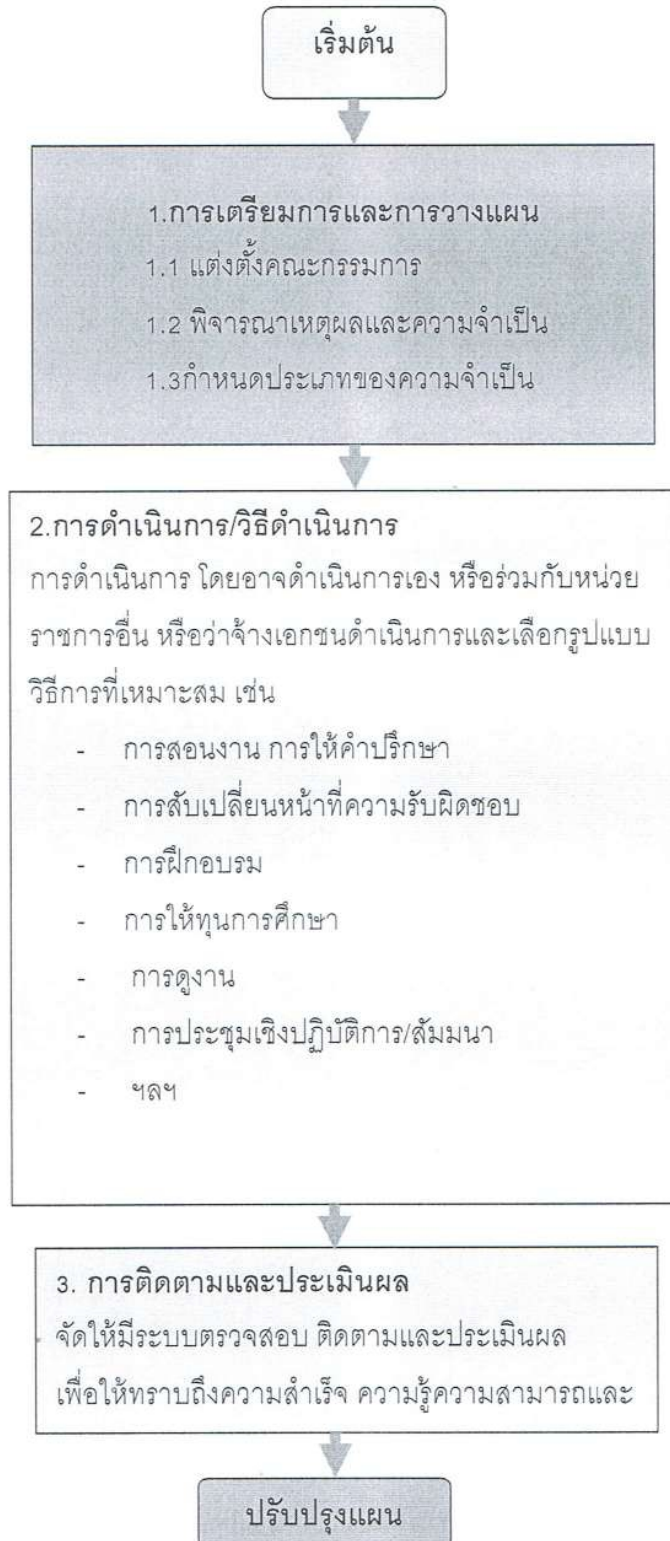 เริ่มต้น
1.การเตรียมการและการวางแผน
1.1 แต่งตั้งคณะกรรมการ
1.2 พิจารณาเหตุผลและความจำเป็น
1.3กำหนดประเภทของความจำเป็น
2.การดำเนินการ/วิธีดำเนินการ
การดำเนินการ โดยอาจดำเนินการเอง หรือร่วมกับหน่วย
ราชการอื่น หรือว่าจ้างเอกชนดำเนินการและเลือกรูปแบบ
วิธีการที่เหมาะสม เช่น
- การสอนงาน การให้คำปรึกษา
- การสับเปลี่ยนหน้าที่ความรับผิดชอบ
- การฝึกอบรม
- การให้ทุนการศึกษา
- การดูงาน
- การประชุมเชิงปฏิบัติการ/สัมมนา
- ฯลฯ
3. การติดตามและประเมินผล
จัดให้มีระบบตรวจสอบ ติดตามและประเมินผล
เพื่อให้ทราบถึงความสำเร็จ ความรู้ความสามารถและ
ปรับปรุงแผน